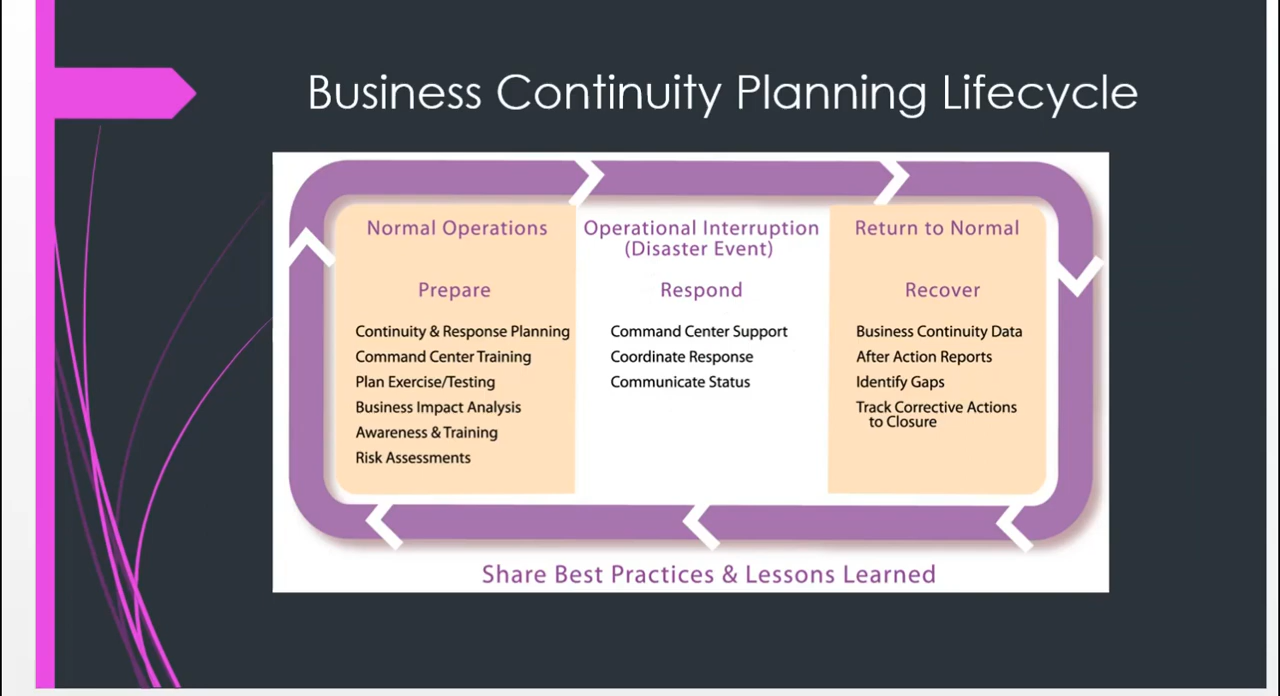 Business Continuity Planning Lifecycle
Normal Operations
Prepare
Continuity & Response Planning
Command Center Training
Plan Exercise/Testing
Business Impact Analysis
Awareness & Training
Risk Assessments
Operational Interruption
(Disaster Event)
Respond
Command Center Support
Coordinate Response
Communicate Status
Return to Normal
Recover
Business Continuity Data
After Action Reports
Identify Gaps
Track Corrective Actions
to Closure
Share Best Practices & Lessons Learned